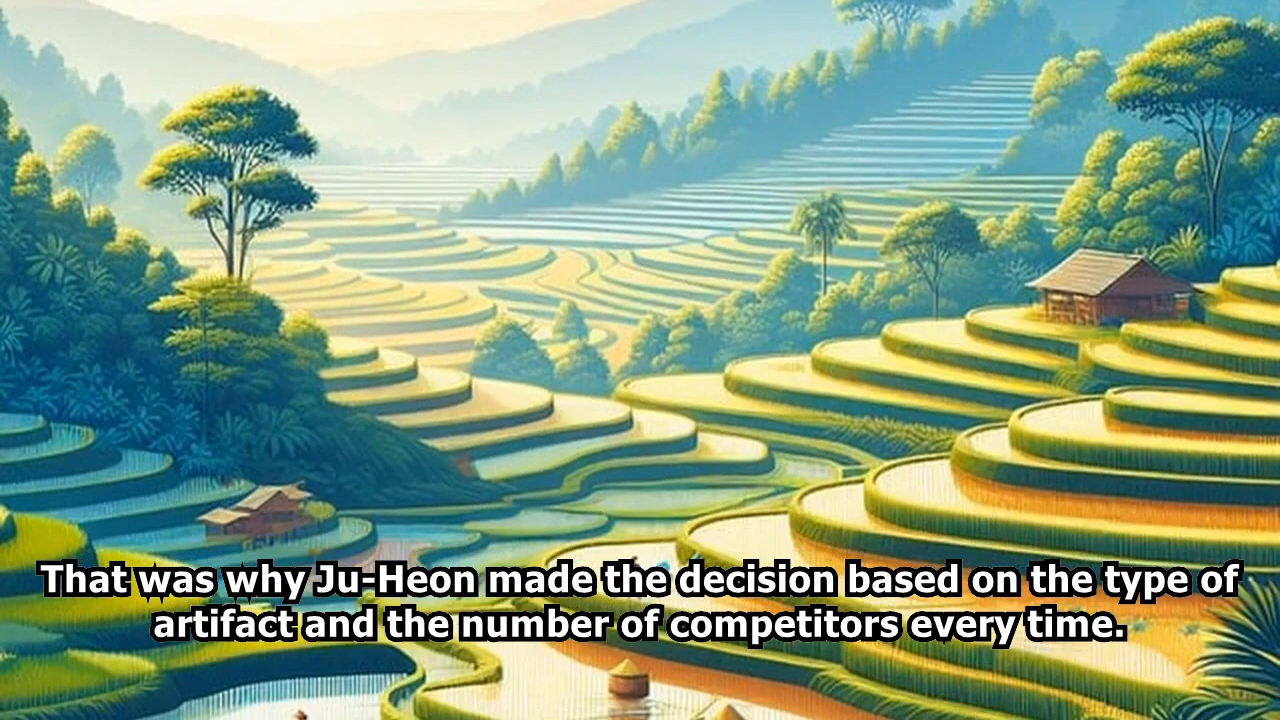 That was why Ju-Heon made the decision based on the type of
artifact and the number of competitors every time.